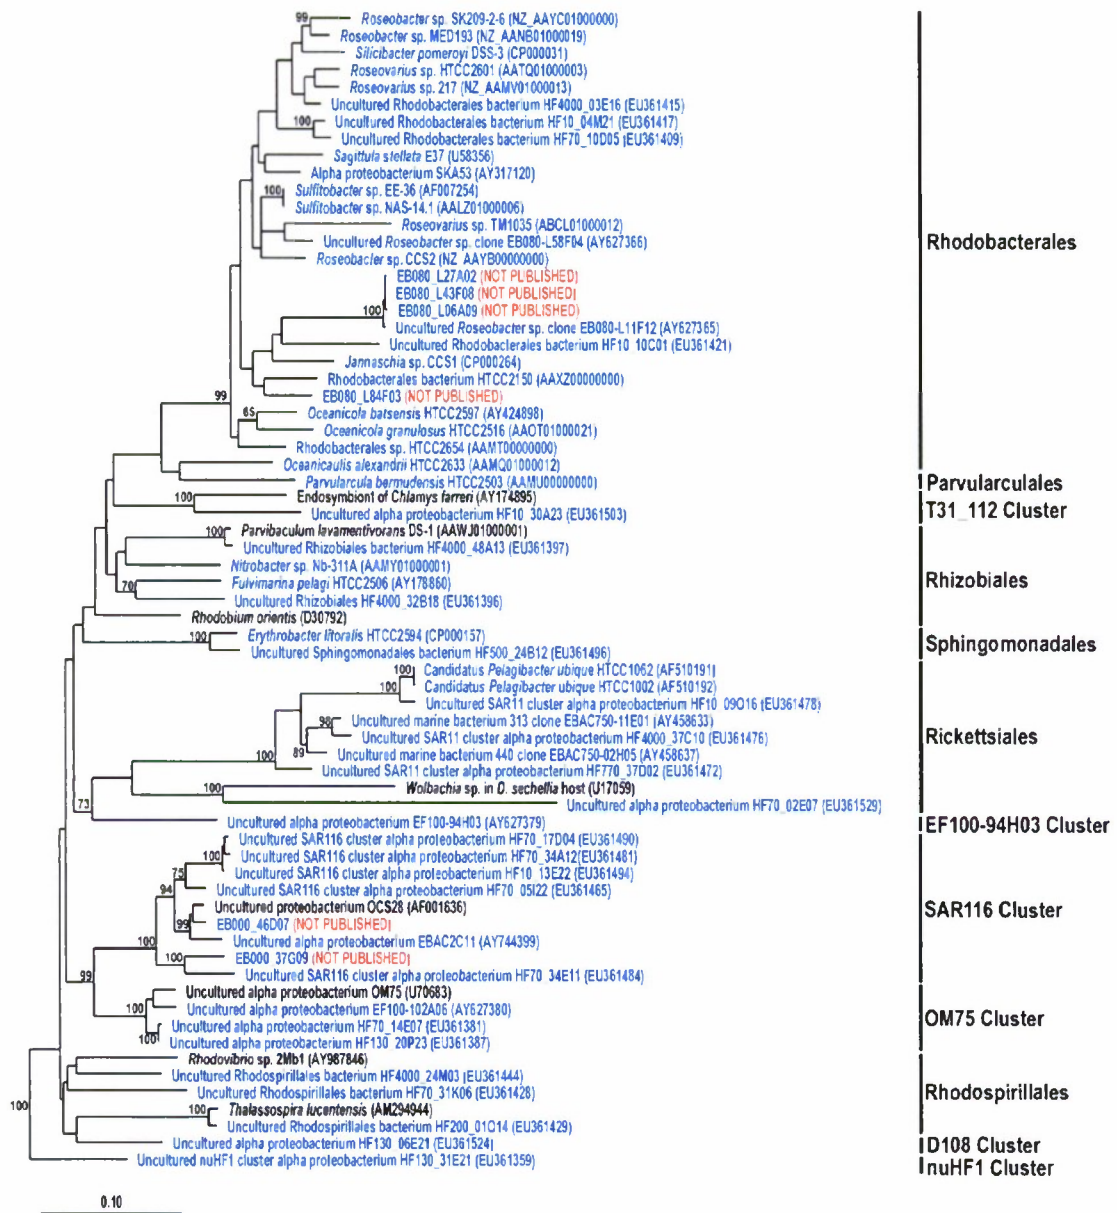 99
Roseobacter sp. SK209-2-6 (NZ_AAYC01000000)
Roseobacter sp. MED193 (NZ_AANB01000019)
Silicibacter pomeroyi DSS-3 (CP000031)
Roseovarius sp. HTCC2601 (AATQ01000003)
Roseovarius sp. 217 (NZ_AAMV01000013)
Uncultured Rhodobacterales bacterium HF4000_03E16 (EU361415)
100
Uncultured Rhodobacterales bacterium HF10_04M21 (EU361417)
Uncultured Rhodobacterales bacterium HF70_10D05 (EU361409)
Sagittula stellata E37 (U58356)
Alpha proteobacterium SKA53 (AY317120)
100
Sulfitobacter sp. EE-36 (AF007254)
Sulfitobacter sp. NAS-14.1 (AALZ01000006)
Roseovarius sp. TM1035 (ABCL01000012)
Uncultured Roseobacter sp. clone EB080-L58F04 (AY627366)
Rhodobacterales
Roseobacter sp. CCS2 (NZ_AAYB00000000)
EB080_L27A02 (NOT PUBLISHED)
EB080_L43F08 (NOT PUBLISHED)
100
EB080_L06A09 (NOT PUBLISHED)
Uncultured Roseobacter sp. clone EB080-L11F12 (AY627365)
Uncultured Rhodobacterales bacterium HF10_10C01 (EU361421)
Jannaschia sp. CCS1 (CP000264)
Rhodobacterales bacterium HTCC2150 (AAXZ00000000)
99
EB080_L84F03 (NOT PUBLISHED)
65
Oceanicola batsensis HTCC2597 (AY424898)
Oceanicola granulosus HTCC2516 (AAOT01000021)
Rhodobacterales sp. HTCC2654 (AAMT00000000)
Oceanicaulis alexandrii HTCC2633 (AAMQ01000012)
Parvularcula bermudensis HTCC2503 (AAMU00000000)
Parvularculales
100
Endosymbiont of Chlamys farreri (AY174895)
Uncultured alpha proteobacterium HF10_30A23 (EU361503)
T31_112 Cluster
100
Parvibaculum lavamentivorans DS-1 (AAWJ01000001)
Uncultured Rhizobiales bacterium HF4000_48A13 (EU361397)
Nitrobacter sp. Nb-311A (AAMY01000001)
70
Fulvimarina pelagi HTCC2506 (AY178860)
Rhizobiales
Uncultured Rhizobiales HF4000_32B18 (EU361396)
Rhodobium orientis (D30792)
100
Erythrobacter litoralis HTCC2594 (CP000157)
Uncultured Sphingomonadales bacterium HF500_24B12 (EU361496)
Sphingomonadales
100
Candidatus Pelagibacter ubique HTCC1062 (AF510191)
100
Candidatus Pelagibacter ubique HTCC1002 (AF510192)
Uncultured SAR11 cluster alpha proteobacterium HF10_09O16 (EU361478)
98
Uncultured marine bacterium 313 clone EBAC750-11E01 (AY458633)
Uncultured SAR11 cluster alpha proteobacterium HF4000_37C10 (EU361476)
Rickettsiales
100
89
Uncultured marine bacterium 440 clone EBAC750-02H05 (AY458637)
Uncultured SAR11 cluster alpha proteobacterium HF770_37D02 (EU361472)
100
Wolbachia sp. in D. sechellia host (U17059)
73
Uncultured alpha proteobacterium HF70_02E07 (EU361529)
Uncultured alpha proteobacterium EF100-94H03 (AY627379)
EF100-94H03 Cluster
Uncultured SAR116 cluster alpha proteobacterium HF70_17D04 (EU361490)
100
Uncultured SAR116 cluster alpha proteobacterium HF70_34A12(EU361481)
75
Uncultured SAR116 cluster alpha proteobacterium HF10_13E22 (EU361494)
94
Uncultured SAR116 cluster alpha proteobacterium HF70_05I22 (EU361465)
Uncultured proteobacterium OCS28 (AF001636)
SAR116 Cluster
99
EB000_46D07 (NOT PUBLISHED)
100
Uncultured alpha proteobacterium EBAC2C11 (AY744399)
100
EB000_37G09 (NOT PUBLISHED)
99
Uncultured SAR116 cluster alpha proteobacterium HF70_34E11 (EU361484)
Uncultured alpha proteobacterium OM75 (U70683)
100
Uncultured alpha proteobacterium EF100-102A06 (AY627380)
OM75 Cluster
Uncultured alpha proteobacterium HF70_14E07 (EU361381)
100
Uncultured alpha proteobacterium HF130_20P23 (EU361387)
Rhodovibrio sp. 2Mb1 (AY987846)
Uncultured Rhodospirillales bacterium HF4000_24M03 (EU361444)
Uncultured Rhodospirillales bacterium HF70_31K06 (EU361428)
Rhodospirillales
100
100
Thalassospira lucentensis (AM294944)
Uncultured Rhodospirillales bacterium HF200_01O14 (EU361429)
Uncultured alpha proteobacterium HF130_06E21 (EU361524)
D108 Cluster
Uncultured nuHF1 cluster alpha proteobacterium HF130_31E21 (EU361359)
nuHF1 Cluster
0.10